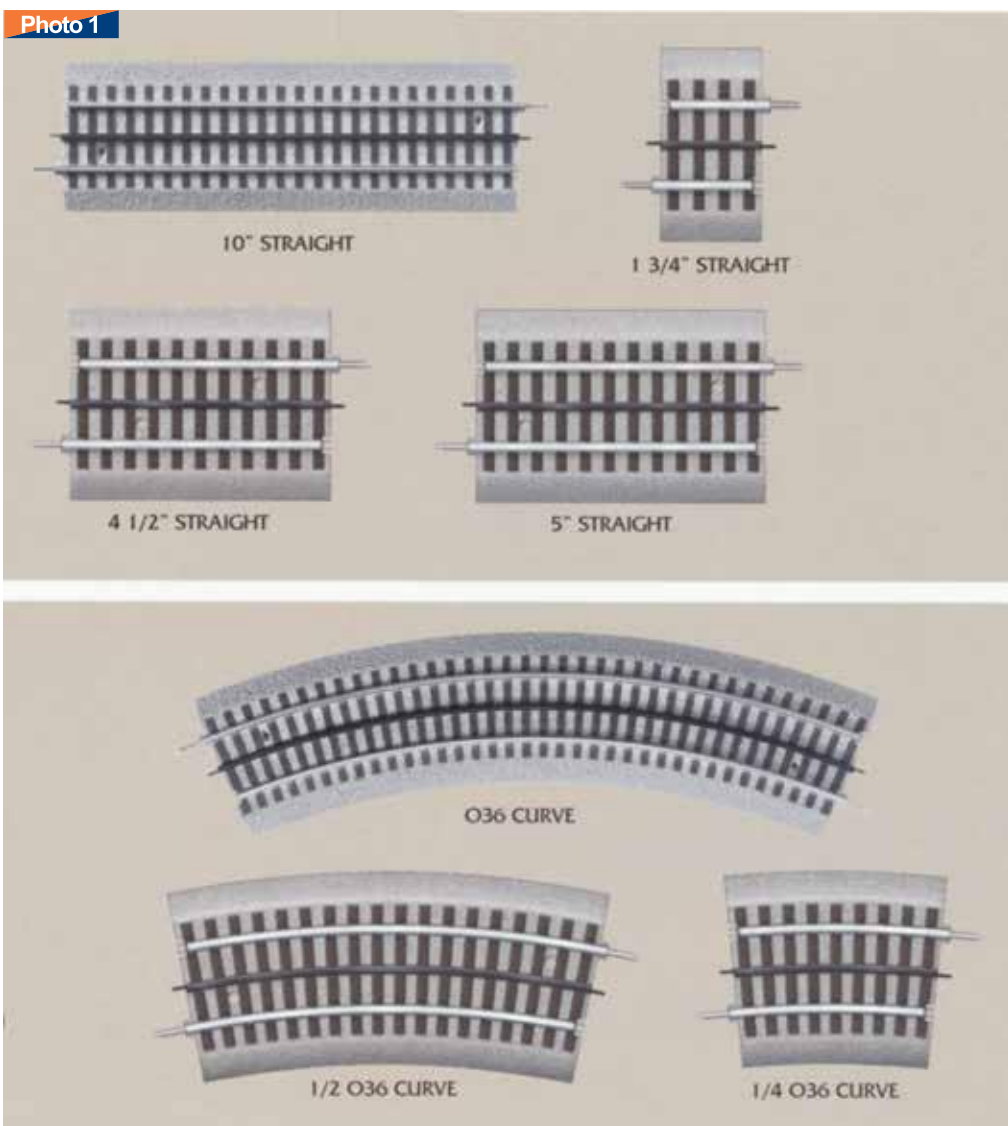 Photo 1
10" STRAIGHT
1 3/4" STRAIGHT
4 1/2" STRAIGHT
5" STRAIGHT
O36 CURVE
1/2 O36 CURVE
1/4 O36 CURVE